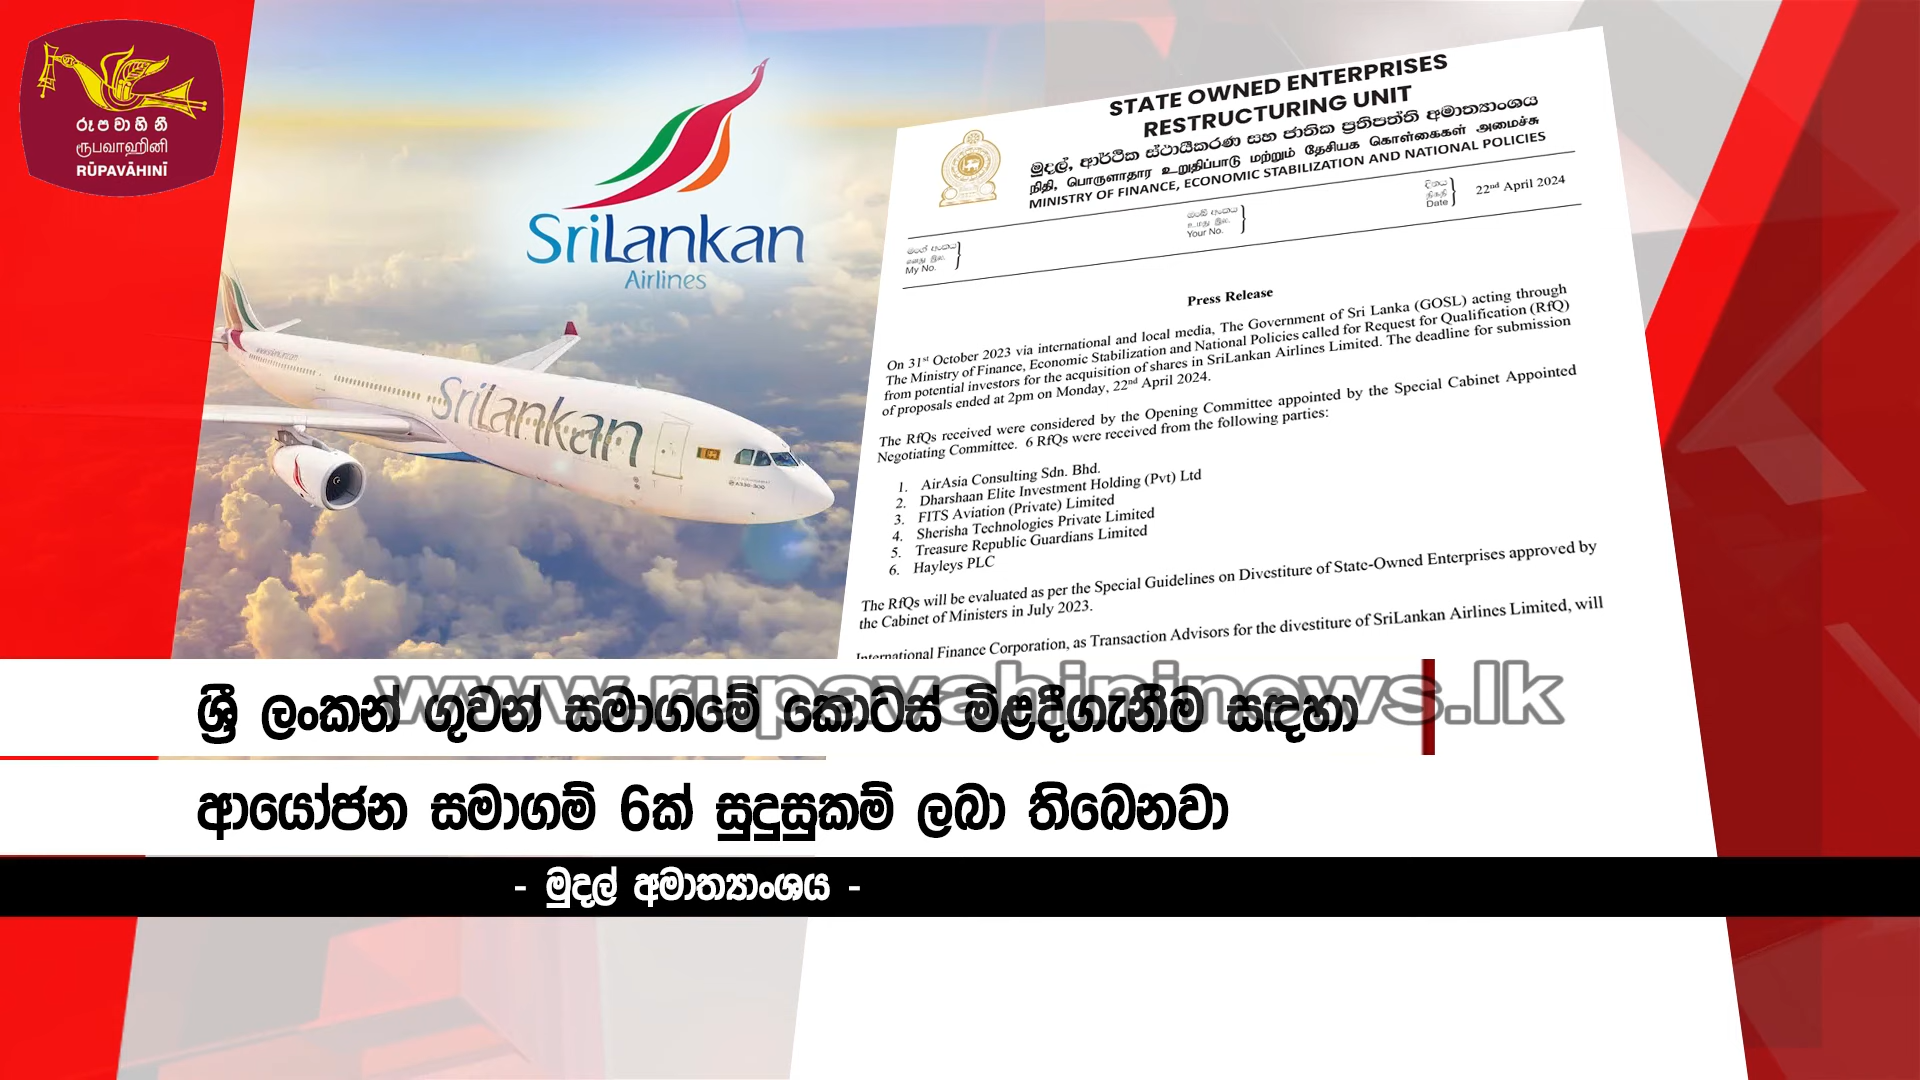 රූපවාහිනී
ரூபவாஹினி
RŪPAVĀHINĪ
SriLankan
Airlines
SriLankan
STATE OWNED ENTERPRISES
RESTRUCTURING UNIT
මුදල්, ආර්ථික ස්ථායීකරණ සහ ජාතික ප්‍රතිපත්ති අමාත්‍යාංශය
நிதி, பொருளாதார உறுதிப்பாடு மற்றும் தேசியக் கொள்கைகள் அமைச்சு
MINISTRY OF FINANCE, ECONOMIC STABILIZATION AND NATIONAL POLICIES
මගේ අංකය
எனது இல.
My No.
ඔබේ අංකය
உமது இல.
Your No.
දිනය
திகதி
Date
22nd April 2024
Press Release
On 31st October 2023 via international and local media, The Government of Sri Lanka (GOSL) acting through
The Ministry of Finance, Economic Stabilization and National Policies called for Request for Qualification (RfQ)
from potential investors for the acquisition of shares in SriLankan Airlines Limited. The deadline for submission
of proposals ended at 2pm on Monday, 22nd April 2024.
The RfQs received were considered by the Opening Committee appointed by the Special Cabinet Appointed
Negotiating Committee. 6 RfQs were received from the following parties:
1. AirAsia Consulting Sdn. Bhd.
2. Dharshaan Elite Investment Holding (Pvt) Ltd
3. FITS Aviation (Private) Limited
4. Sherisha Technologies Private Limited
5. Treasure Republic Guardians Limited
6. Hayleys PLC
The RfQs will be evaluated as per the Special Guidelines on Divestiture of State-Owned Enterprises approved by
the Cabinet of Ministers in July 2023.
International Finance Corporation, as Transaction Advisors for the divestiture of SriLankan Airlines Limited, will
www.rupavahininews.lk
ශ්‍රී ලංකන් ගුවන් සමාගමේ කොටස් මිළදීගැනීම සඳහා
ආයෝජන සමාගම් 6ක් සුදුසුකම් ලබා තිබෙනවා
- මුදල් අමාත්‍යාංශය -